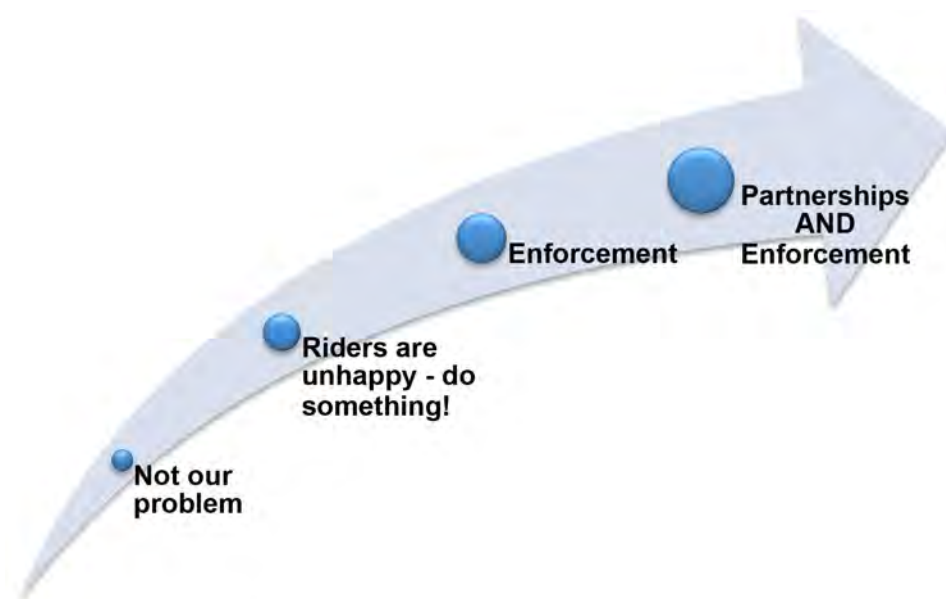 Not our
problem
Riders are
unhappy - do
something!
Enforcement
Partnerships
AND
Enforcement